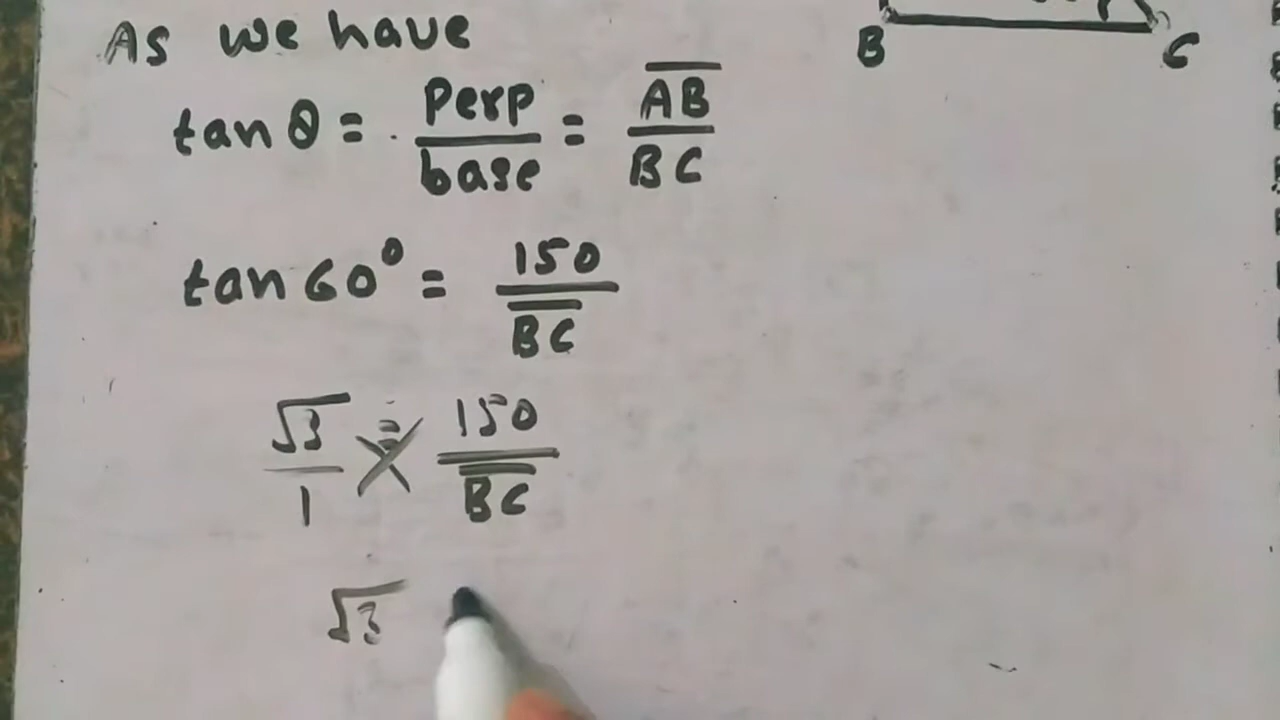 As we have
B C
tan θ = Perp/base = AB/BC
tan 60° = 150/BC
√3/1 = 150/BC
√3